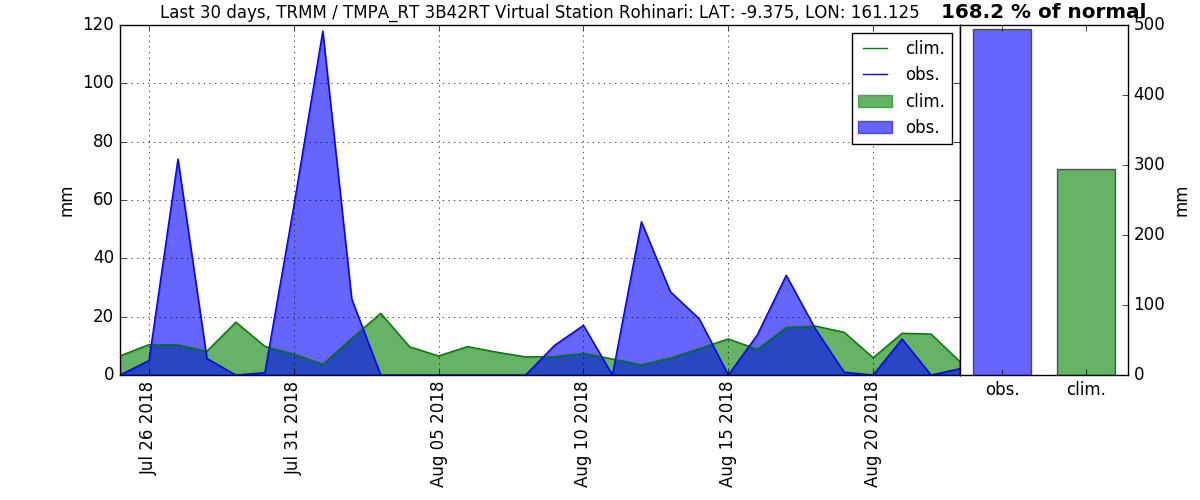 Last 30 days, TRMM / TMPA_RT 3B42RT Virtual Station Rohinari: LAT: -9.375, LON: 161.125
168.2 % of normal
120
100
80
60
40
20
0
mm
clim.
obs.
clim.
obs.
Jul 26 2018
Jul 31 2018
Aug 05 2018
Aug 10 2018
Aug 15 2018
Aug 20 2018
500
400
300
200
100
0
mm
obs. clim.